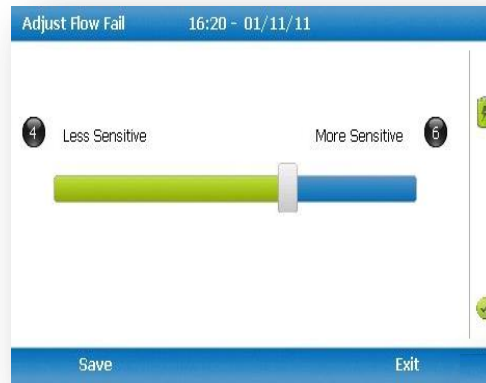 Adjust Flow Fail 16:20 - 01/11/11
4 Less Sensitive More Sensitive 6
Save Exit